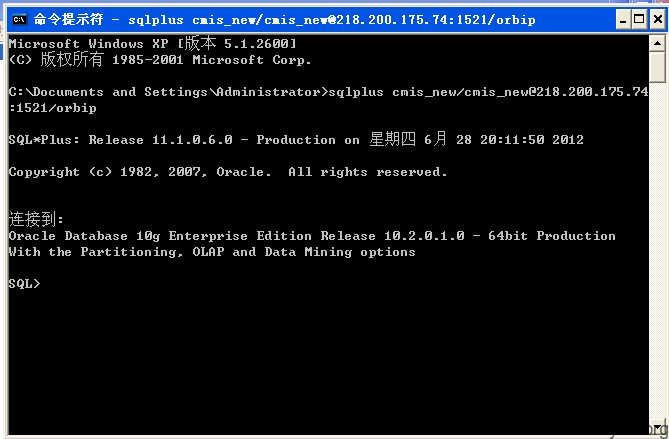 命令提示符 - sqlplus cmis_new/cmis_new@218.200.175.74:1521/orbip
Microsoft Windows XP [版本 5.1.2600]
(C) 版权所有 1985-2001 Microsoft Corp.
C:\Documents and Settings\Administrator>sqlplus cmis_new/cmis_new@218.200.175.74
:1521/orbip
SQL*Plus: Release 11.1.0.6.0 - Production on 星期四 6月 28 20:11:50 2012
Copyright (c) 1982, 2007, Oracle.  All rights reserved.
连接到:
Oracle Database 10g Enterprise Edition Release 10.2.0.1.0 - 64bit Production
With the Partitioning, OLAP and Data Mining options
SQL>